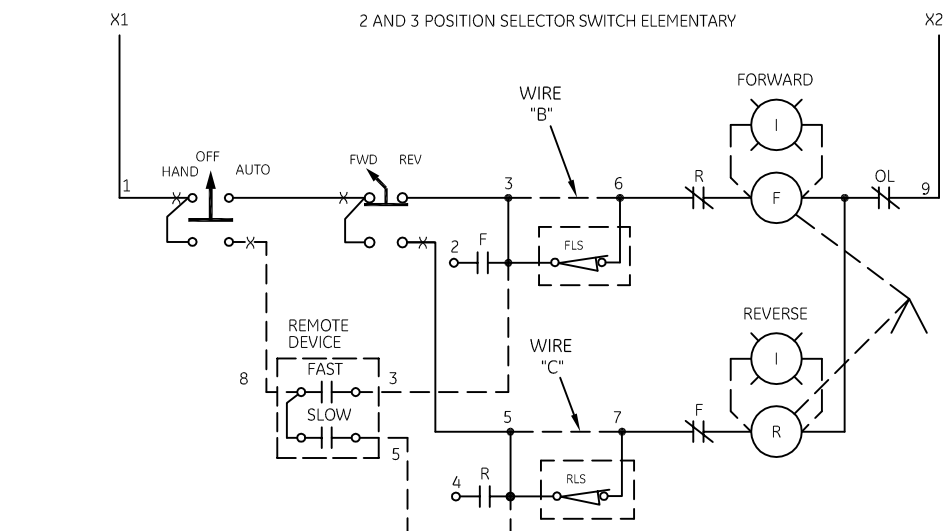 X1
2 AND 3 POSITION SELECTOR SWITCH ELEMENTARY
X2
FORWARD
WIRE
"B"
I
OFF
HAND
AUTO
FWD
REV
1
X
X
3
6
R
F
OL
9
2
F
FLS
X
X
REVERSE
REMOTE
DEVICE
WIRE
"C"
I
FAST
8
3
SLOW
5
5
7
F
R
4
R
RLS